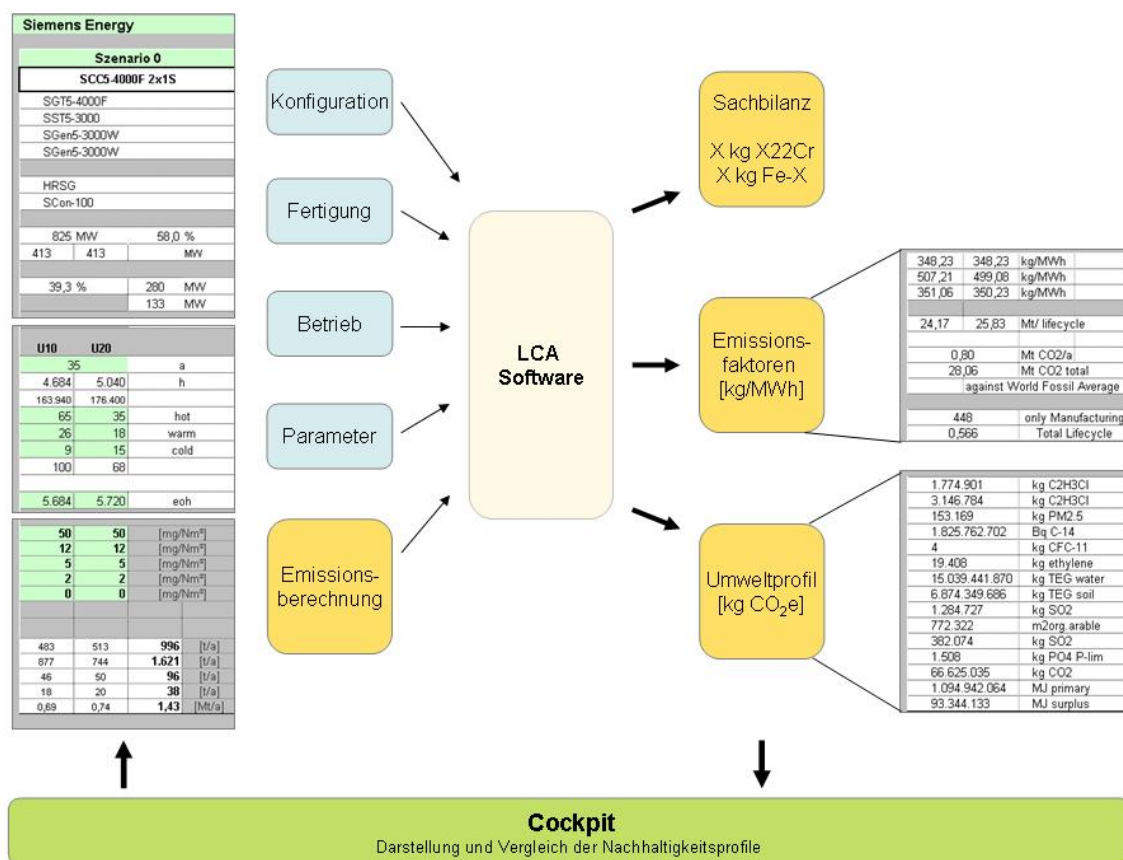 Siemens Energy
Szenario 0
SCC5-4000F 2x1S
SGT5-4000F
SST5-3000
SGen5-3000W
SGen5-3000W
HRSG
SCon-100
825 MW 58,0 %
413 413 MW
39,3 % 280 MW
133 MW
U10 U20
35 a
4.684 5.040 h
163.940 176.400
65 35 hot
26 18 warm
9 15 cold
100 68
5.684 5.720 eoh
50 50 [mg/Nm³]
12 12 [mg/Nm³]
5 5 [mg/Nm³]
2 2 [mg/Nm³]
0 0 [mg/Nm³]
483 513 996 [t/a]
877 744 1.621 [t/a]
46 50 96 [t/a]
18 20 38 [t/a]
0,69 0,74 1,43 [Mt/a]
Konfiguration
Fertigung
Betrieb
Parameter
Emissions-
berechnung
LCA
Software
Sachbilanz
X kg X22Cr
X kg Fe-X
Emissions-
faktoren
[kg/MWh]
Umweltprofil
[kg CO₂e]
348,23 348,23 kg/MWh
507,21 499,08 kg/MWh
351,06 350,23 kg/MWh
24,17 25,83 Mt/ lifecycle
0,80 Mt CO2/a
28,06 Mt CO2 total
against World Fossil Average
448 only Manufacturing
0,566 Total Lifecycle
1.774.901 kg C2H3Cl
3.146.784 kg C2H3Cl
153.169 kg PM2.5
1.825.762.702 Bq C-14
4 kg CFC-11
19.408 kg ethylene
15.039.441.870 kg TEG water
6.874.349.686 kg TEG soil
1.284.727 kg SO2
772.322 m2org.arable
382.074 kg SO2
1.508 kg PO4 P-lim
66.625.035 kg CO2
1.094.942.064 MJ primary
93.344.133 MJ surplus
Cockpit
Darstellung und Vergleich der Nachhaltigkeitsprofile